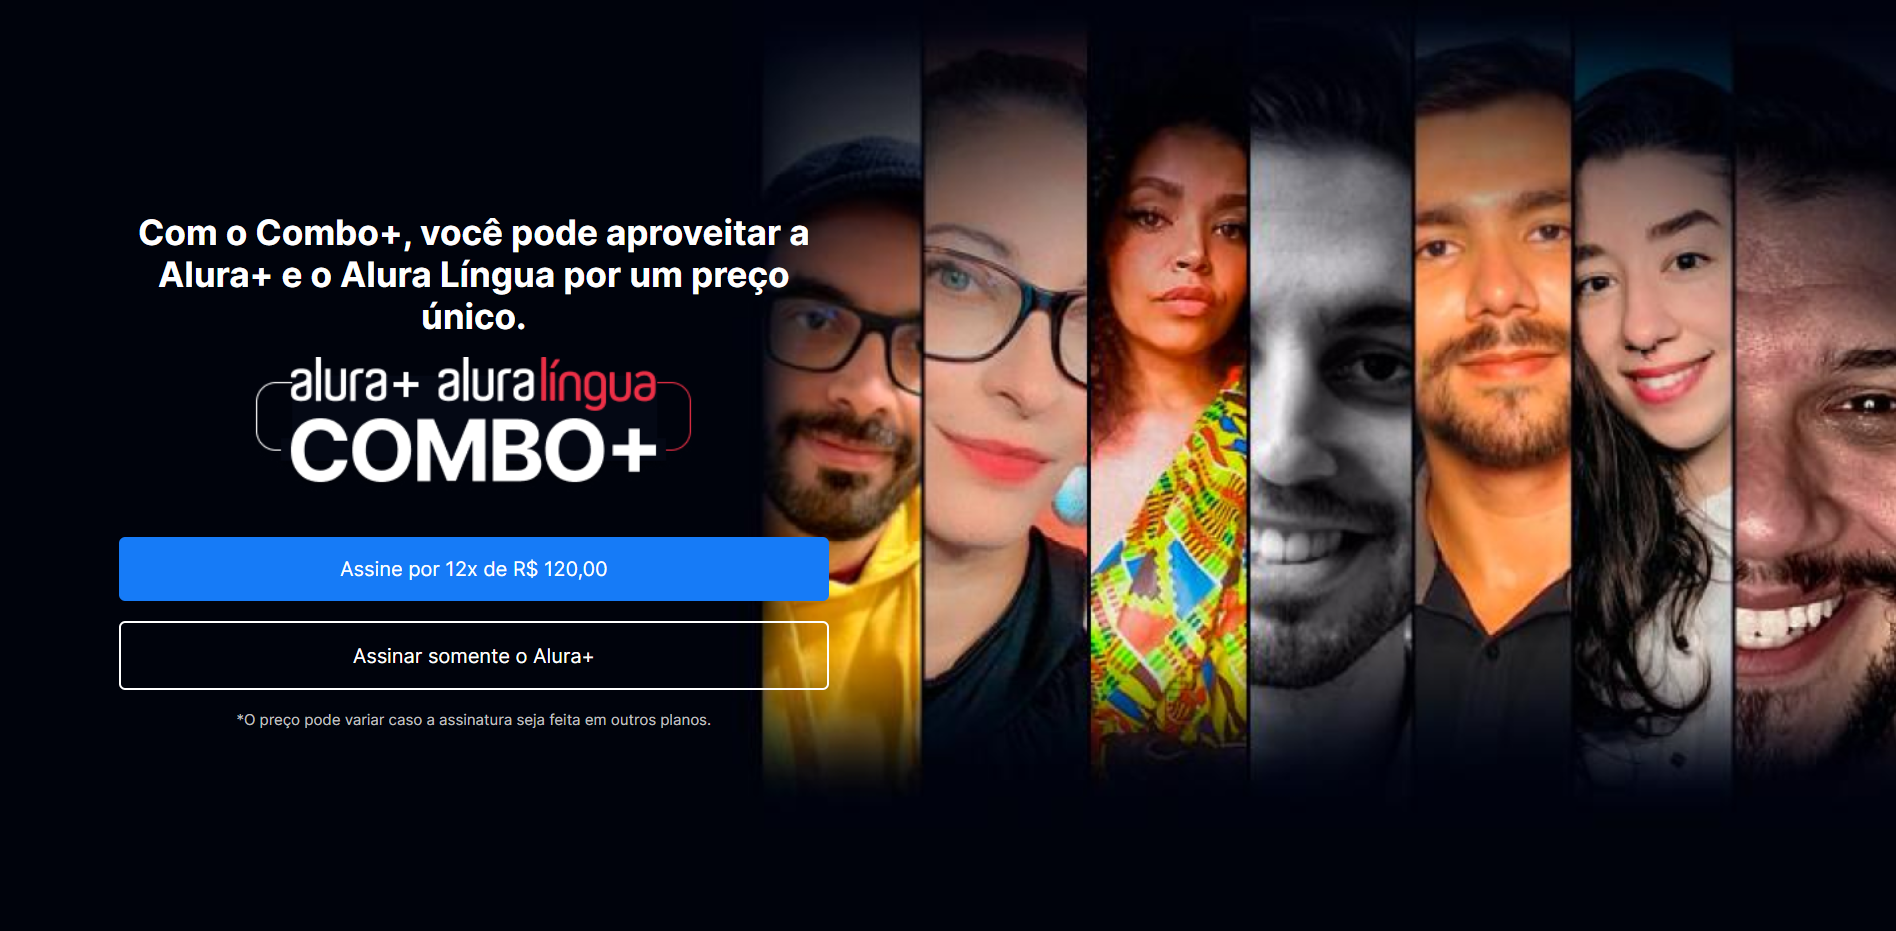 Com o Combo+, você pode aproveitar a
Alura+ e o Alura Língua por um preço
único.
alura+ aluralíngua
COMBO+
Assine por 12x de R$ 120,00
Assinar somente o Alura+
*O preço pode variar caso a assinatura seja feita em outros planos.